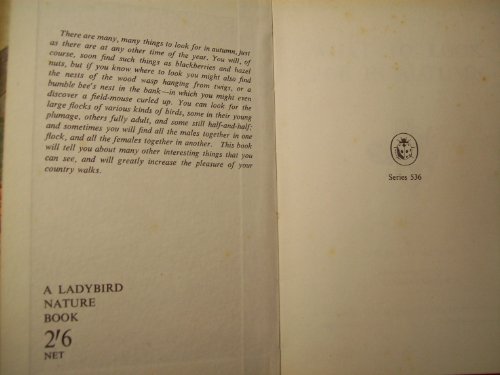 There are many, many things to look for in autumn, just
as there are at any other time of the year. You will, of
course, soon find such things as blackberries and hazel
nuts, but if you know where to look you might also find
the nests of the wood wasp hanging from twigs, or a
bumble bee's nest in the bank—in which you might even
discover a field-mouse curled up. You can look for the
large flocks of various kinds of birds, some in their young
plumage, others fully adult, and some still half-and-half;
and sometimes you will find all the males together in one
flock, and all the females together in another. This book
will tell you about many other interesting things that you
can see, and will greatly increase the pleasure of your
country walks.
A LADYBIRD
NATURE
BOOK
2'6
NET
Series 536